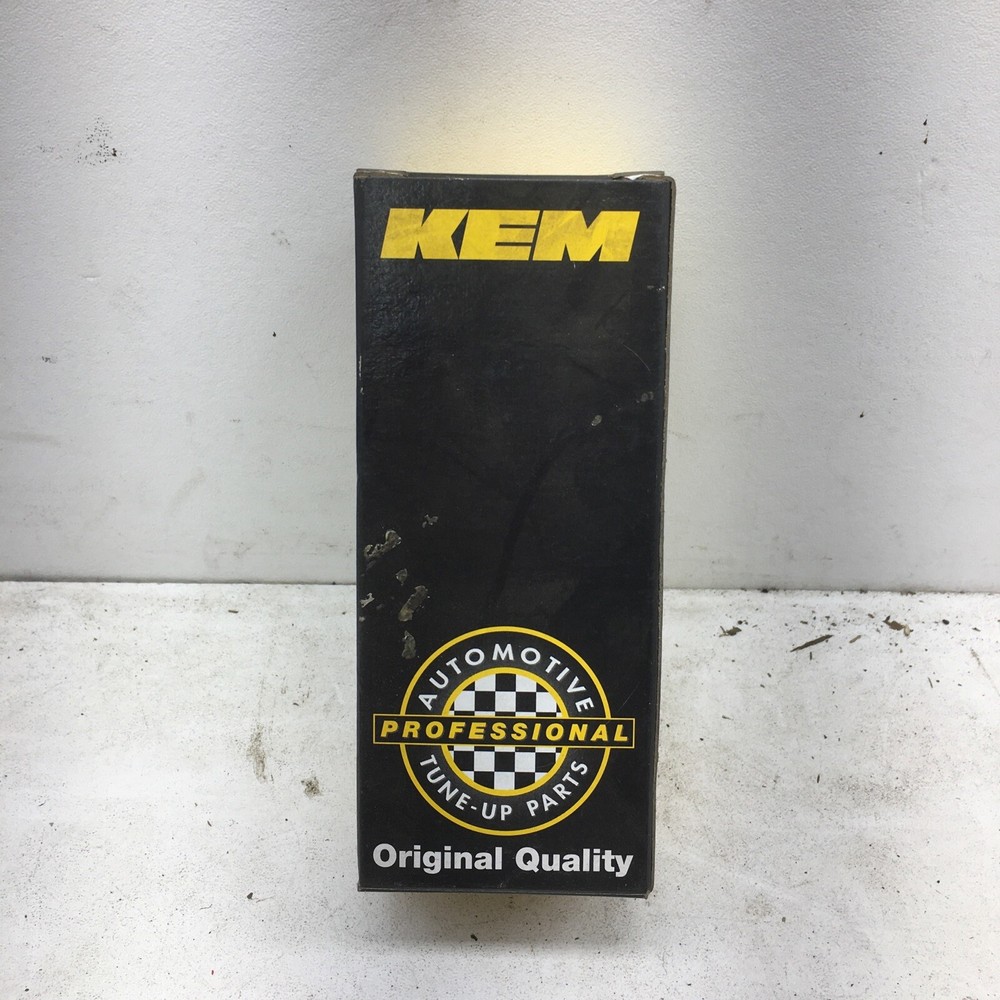 KEM
AUTOMOTIVE
PROFESSIONAL
TUNE-UP PARTS
Original Quality